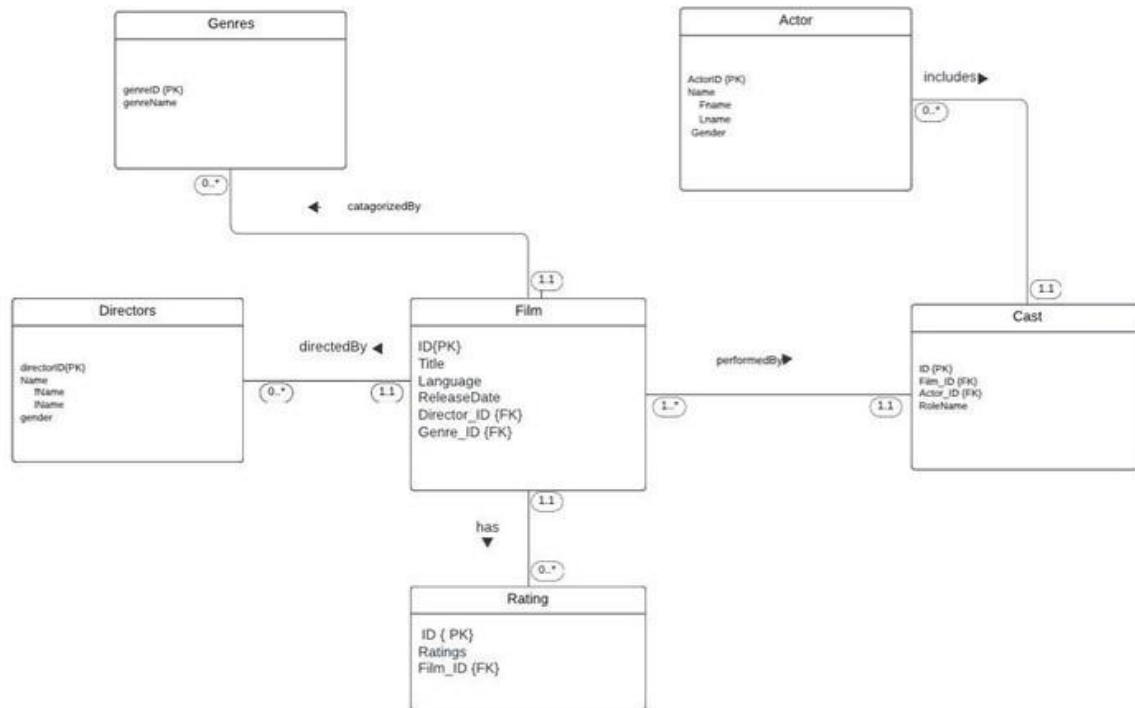 Genres
genreID {PK}
genreName
0..*
Actor
ActorID {PK}
Name
Fname
Lname
Gender
includes
0..*
catagorizedBy
1.1
1.1
Directors
directorID{PK}
Name
fName
lName
gender
directedBy
0..*
1.1
Film
ID{PK}
Title
Language
ReleaseDate
Director_ID {FK}
Genre_ID {FK}
performedBy
1..*
1.1
Cast
ID {PK}
Film_ID {FK}
Actor_ID {FK}
RoleName
1.1
has
0..*
Rating
ID { PK}
Ratings
Film_ID {FK}